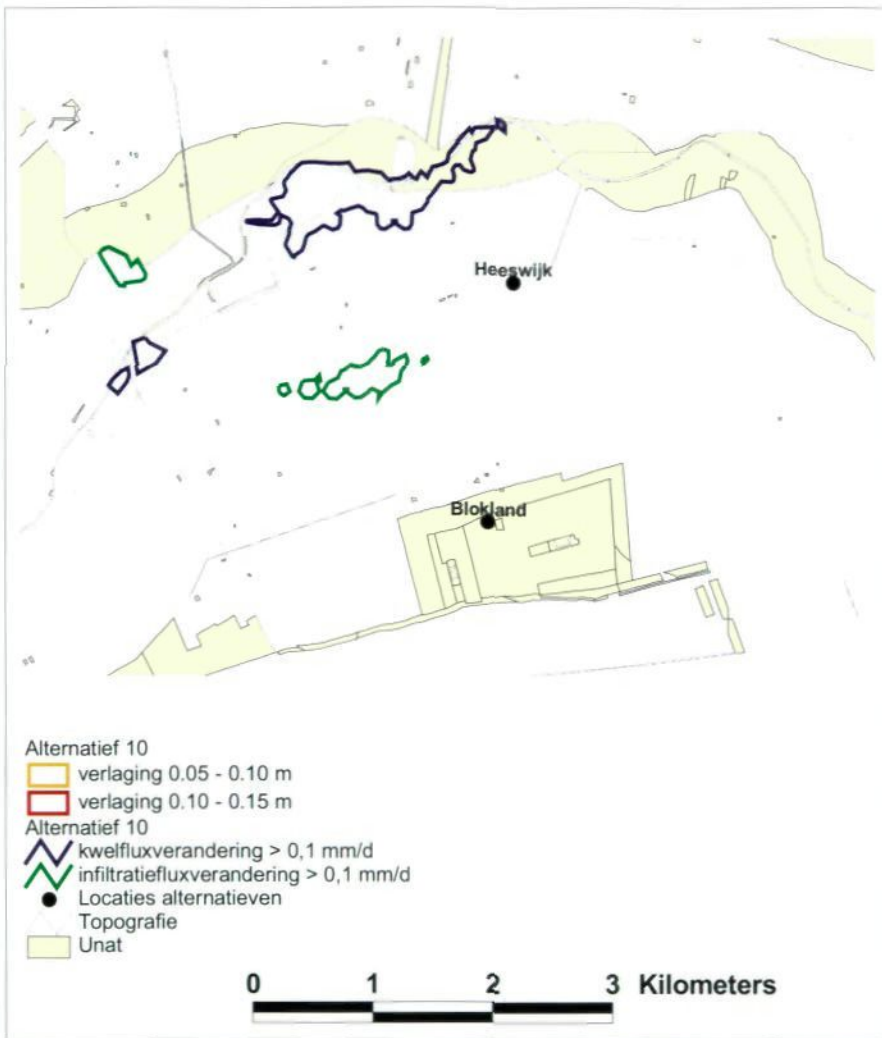 Heeswijk
Blokland
Alternatief 10
verlaging 0.05 - 0.10 m
verlaging 0.10 - 0.15 m
Alternatief 10
kwelfluxverandering > 0,1 mm/d
infiltratiefluxverandering > 0,1 mm/d
Locaties alternatieven
Topografie
Unat
0 1 2 3 Kilometers